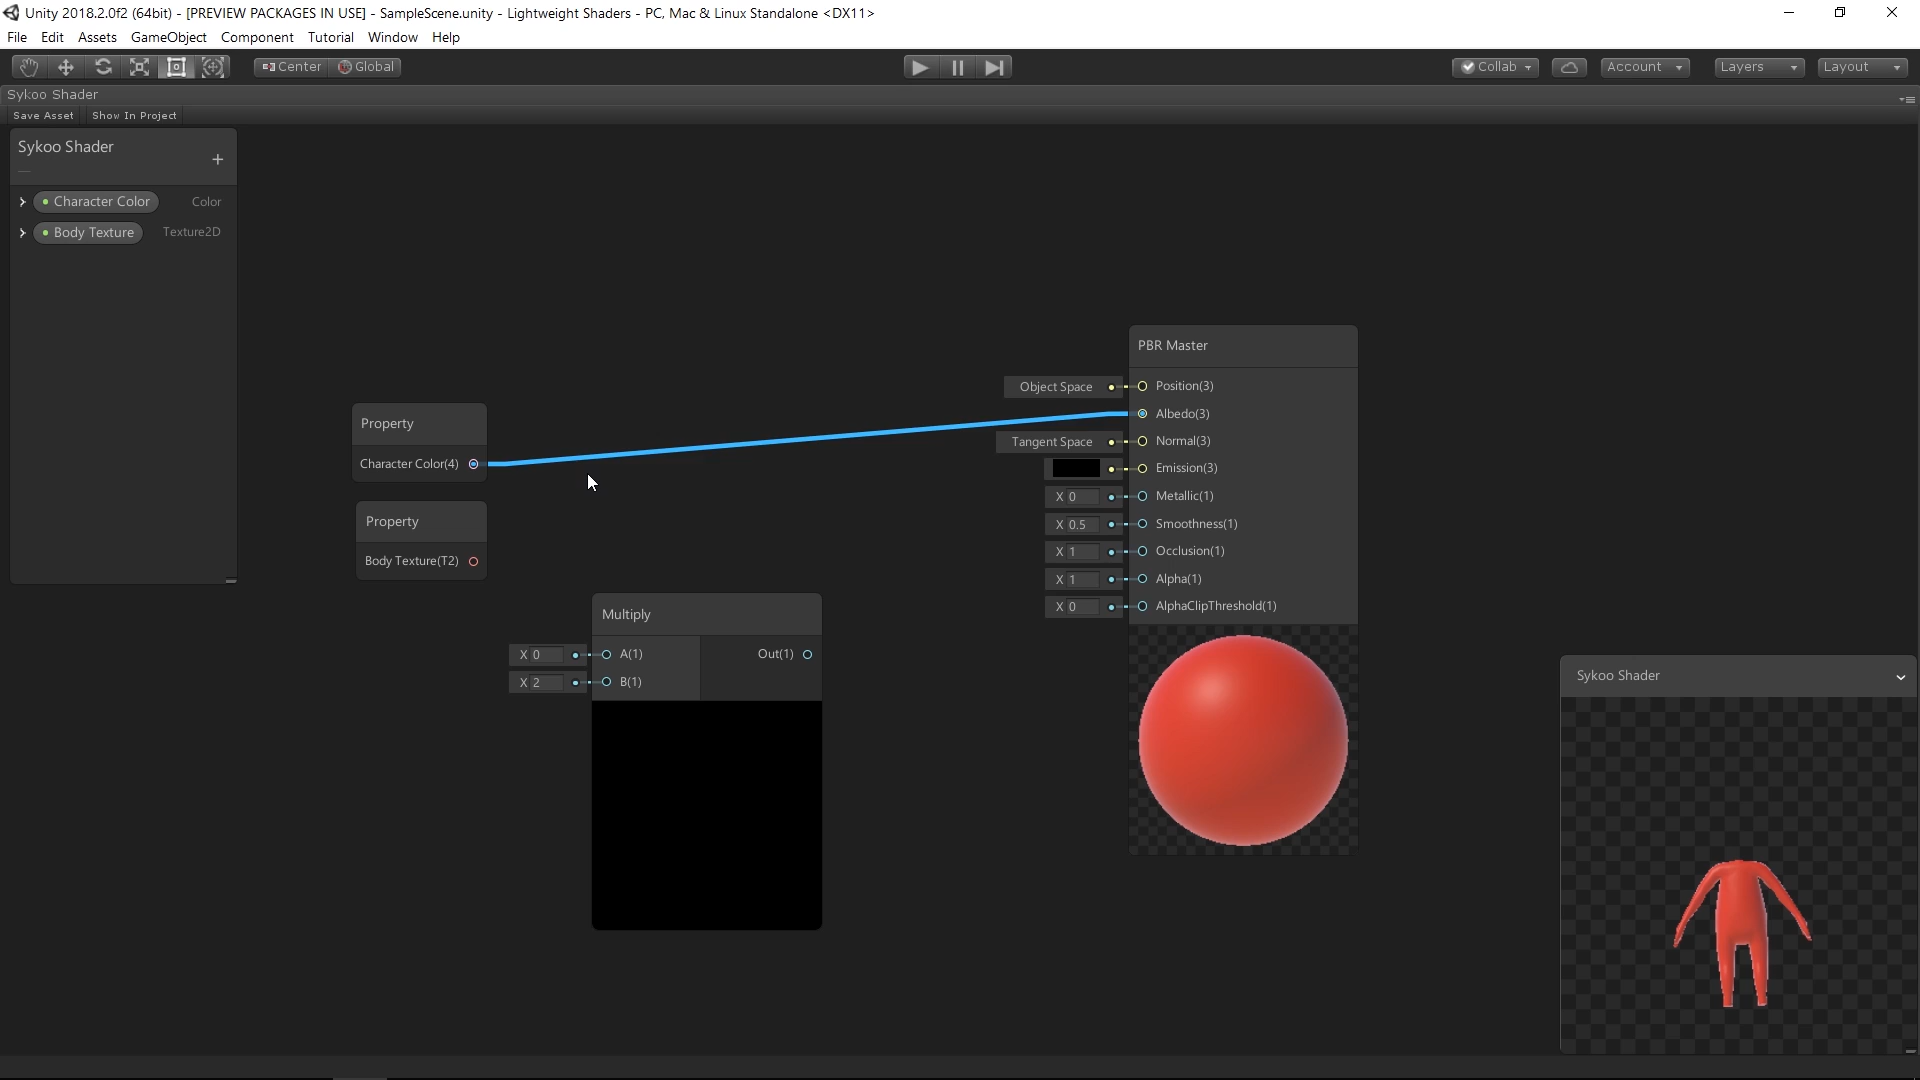 Unity 2018.2.0f2 (64bit) - [PREVIEW PACKAGES IN USE] - SampleScene.unity - Lightweight Shaders - PC, Mac & Linux Standalone <DX11>
File Edit Assets GameObject Component Tutorial Window Help
Center Global Collab Account Layers Layout
Sykoo Shader
Save Asset Show In Project
Sykoo Shader
Character Color Color
Body Texture Texture2D
Property
Character Color(4)
Property
Body Texture(T2)
Multiply
X 0 A(1) Out(1)
X 2 B(1)
PBR Master
Object Space Position(3)
Albedo(3)
Tangent Space Normal(3)
Emission(3)
X 0 Metallic(1)
X 0.5 Smoothness(1)
X 1 Occlusion(1)
X 1 Alpha(1)
X 0 AlphaClipThreshold(1)
Sykoo Shader